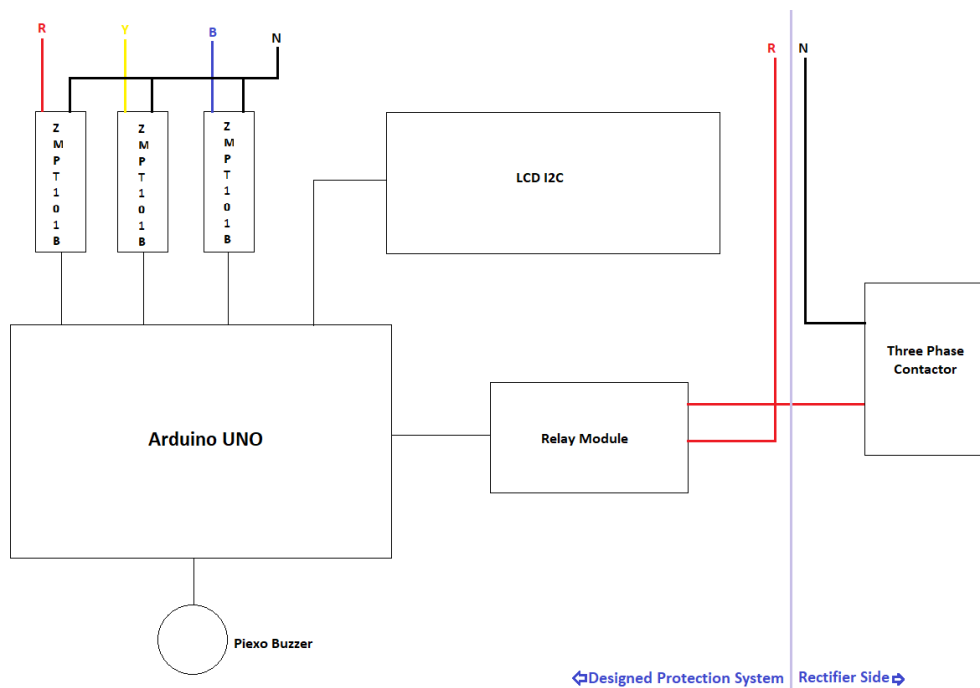 R
Y
B
N
R
N
ZMPT101B
ZMPT101B
ZMPT101B
LCD I2C
Three Phase
Contactor
Arduino UNO
Relay Module
Piexo Buzzer
Designed Protection System
Rectifier Side